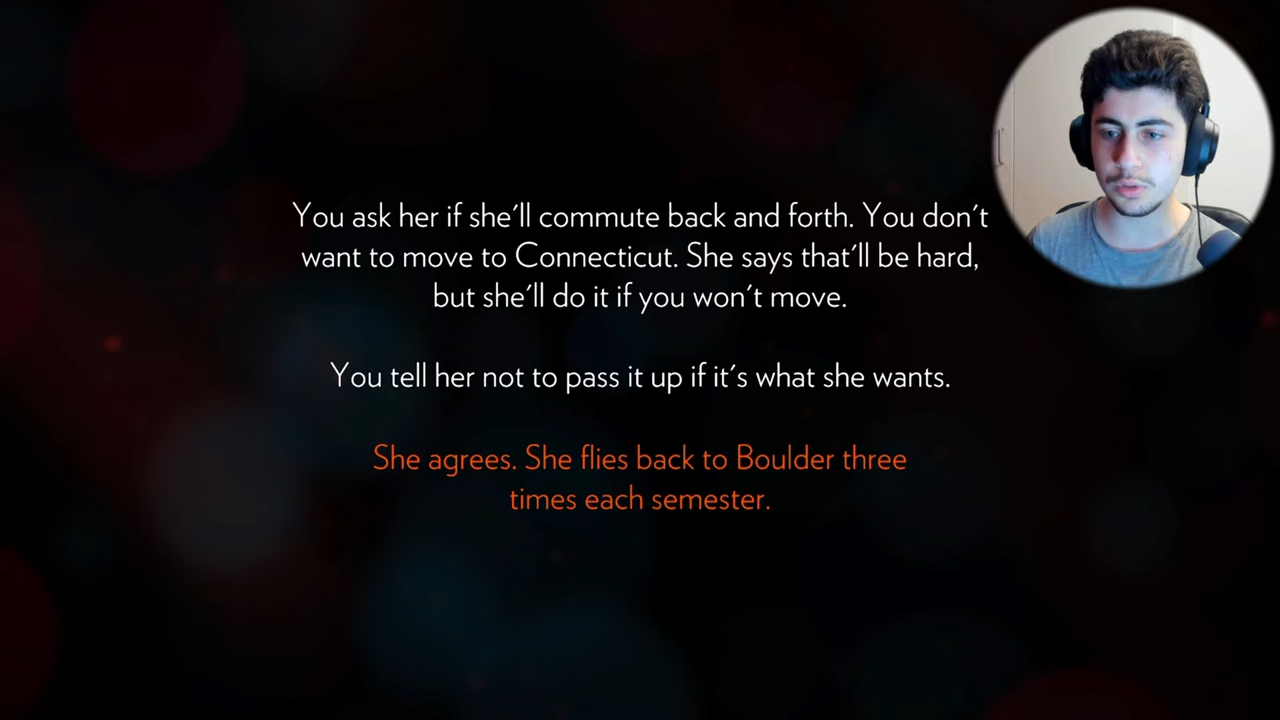 You ask her if she'll commute back and forth. You don't
want to move to Connecticut. She says that'll be hard,
but she'll do it if you won't move.
You tell her not to pass it up if it's what she wants.
She agrees. She flies back to Boulder three
times each semester.